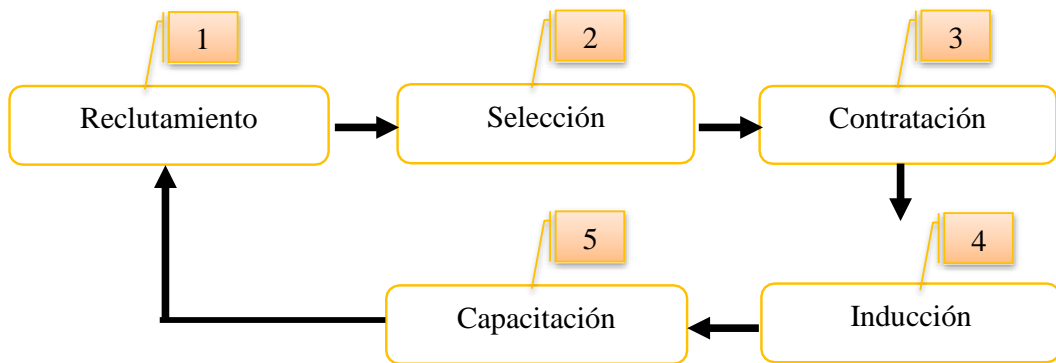 1
Reclutamiento
2
Selección
3
Contratación
4
Inducción
5
Capacitación